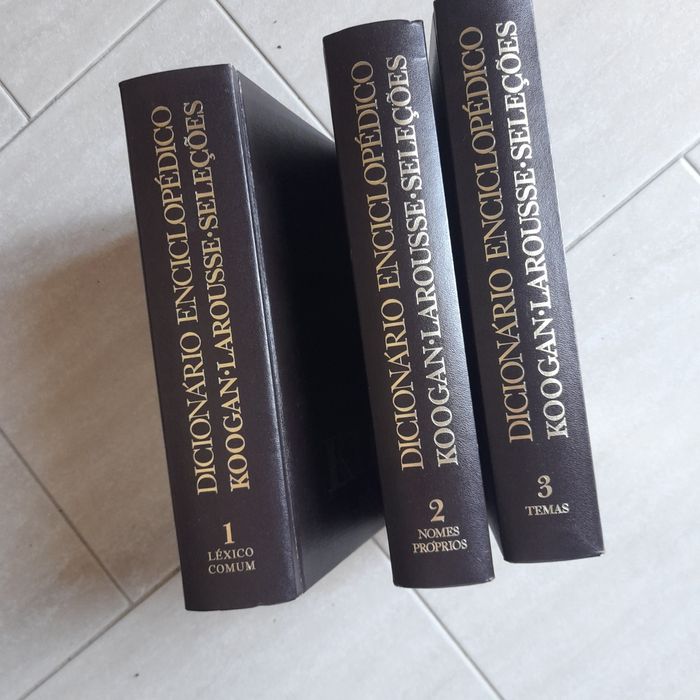 DICIONÁRIO ENCICLOPÉDICO
KOOGAN·LAROUSSE·SELEÇÕES
1
LÉXICO
COMUM
DICIONÁRIO ENCICLOPÉDICO
KOOGAN·LAROUSSE·SELEÇÕES
2
NOMES
PRÓPRIOS
DICIONÁRIO ENCICLOPÉDICO
KOOGAN·LAROUSSE·SELEÇÕES
3
TEMAS